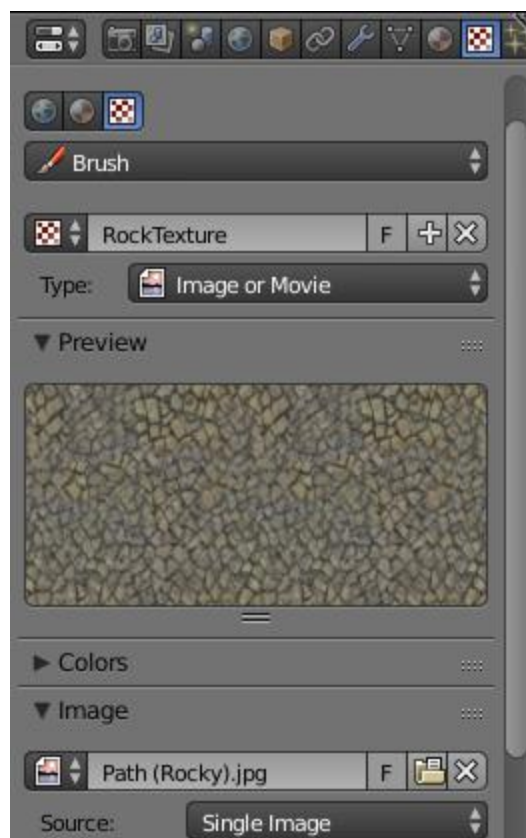 Brush
RockTexture F
Type: Image or Movie
Preview
Colors
Image
Path (Rocky).jpg F
Source: Single Image